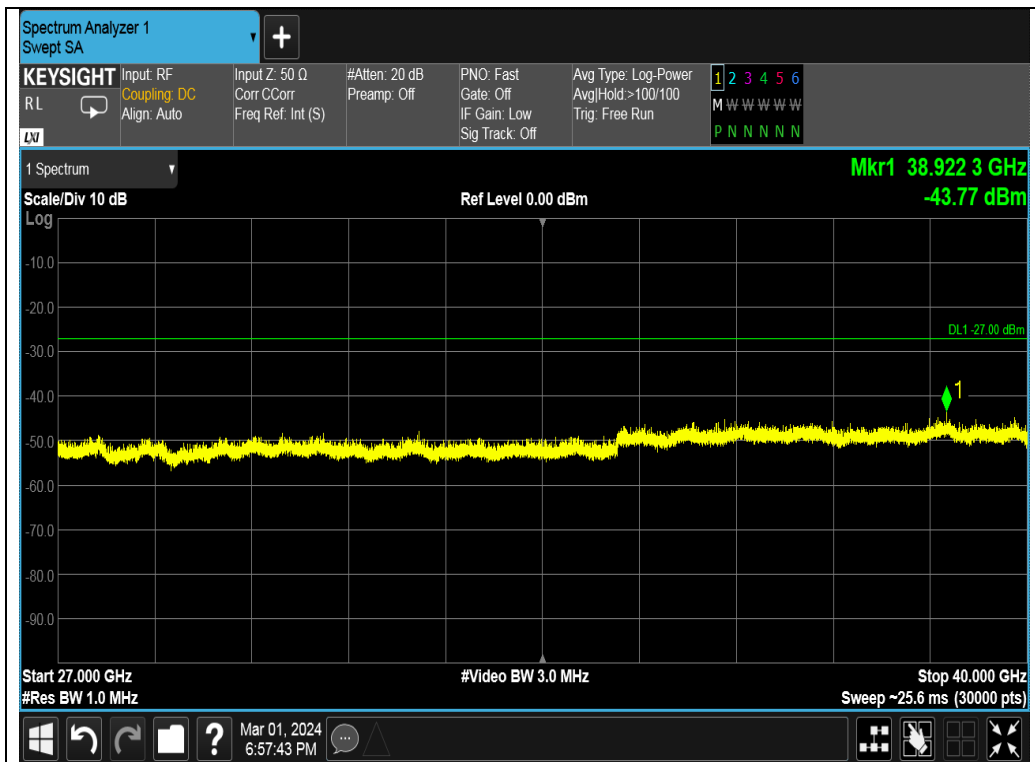 Spectrum Analyzer 1
Swept SA
KEYSIGHT
RL
LXI
Input: RF
Coupling: DC
Align: Auto
Input Z: 50 Ω
Corr CCorr
Freq Ref: Int (S)
#Atten: 20 dB
Preamp: Off
PNO: Fast
Gate: Off
IF Gain: Low
Sig Track: Off
Avg Type: Log-Power
Avg|Hold:>100/100
Trig: Free Run
1 2 3 4 5 6
M W W W W W
P N N N N N
1 Spectrum
Mkr1 38.922 3 GHz
-43.77 dBm
Scale/Div 10 dB
Ref Level 0.00 dBm
Log
-10.0
-20.0
DL1 -27.00 dBm
-30.0
-40.0
1
-50.0
-60.0
-70.0
-80.0
-90.0
Start 27.000 GHz
#Video BW 3.0 MHz
Stop 40.000 GHz
#Res BW 1.0 MHz
Sweep ~25.6 ms (30000 pts)
?
Mar 01, 2024
6:57:43 PM